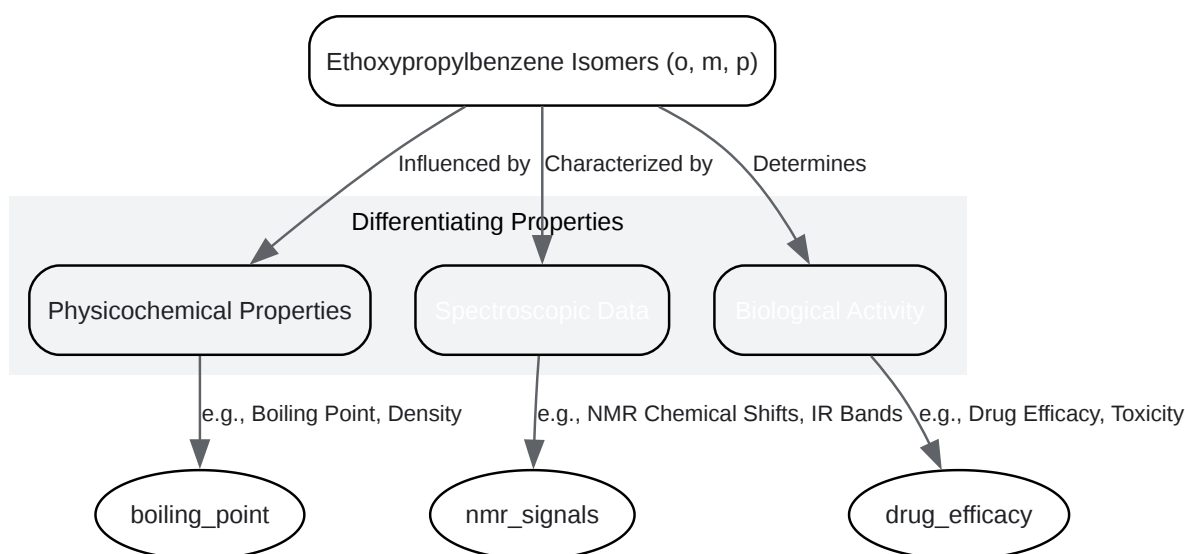 Ethoxypropylbenzene Isomers (o, m, p)
Influenced by
Characterized by
Determines
Differentiating Properties
Physicochemical Properties
Spectroscopic Data
Biological Activity
e.g., Boiling Point, Density
e.g., NMR Chemical Shifts, IR Bands
e.g., Drug Efficacy, Toxicity
boiling_point
nmr_signals
drug_efficacy